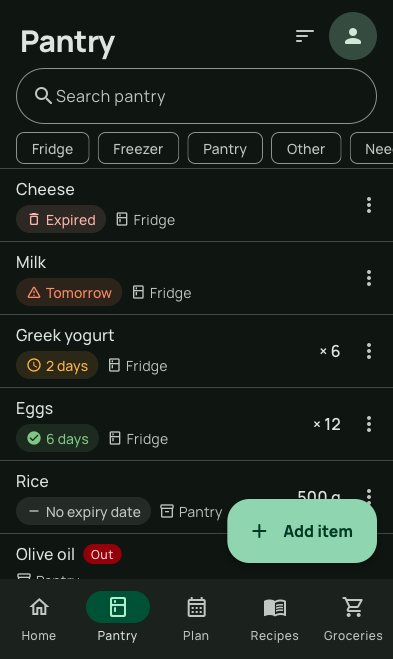 Pantry
Search pantry
Fridge Freezer Pantry Other Nee
Cheese
Expired Fridge
Milk
Tomorrow Fridge
Greek yogurt
2 days Fridge × 6
Eggs
6 days Fridge × 12
Rice
No expiry date Pantry 500 g
Add item
Olive oil Out
Pantry
Home Pantry Plan Recipes Groceries